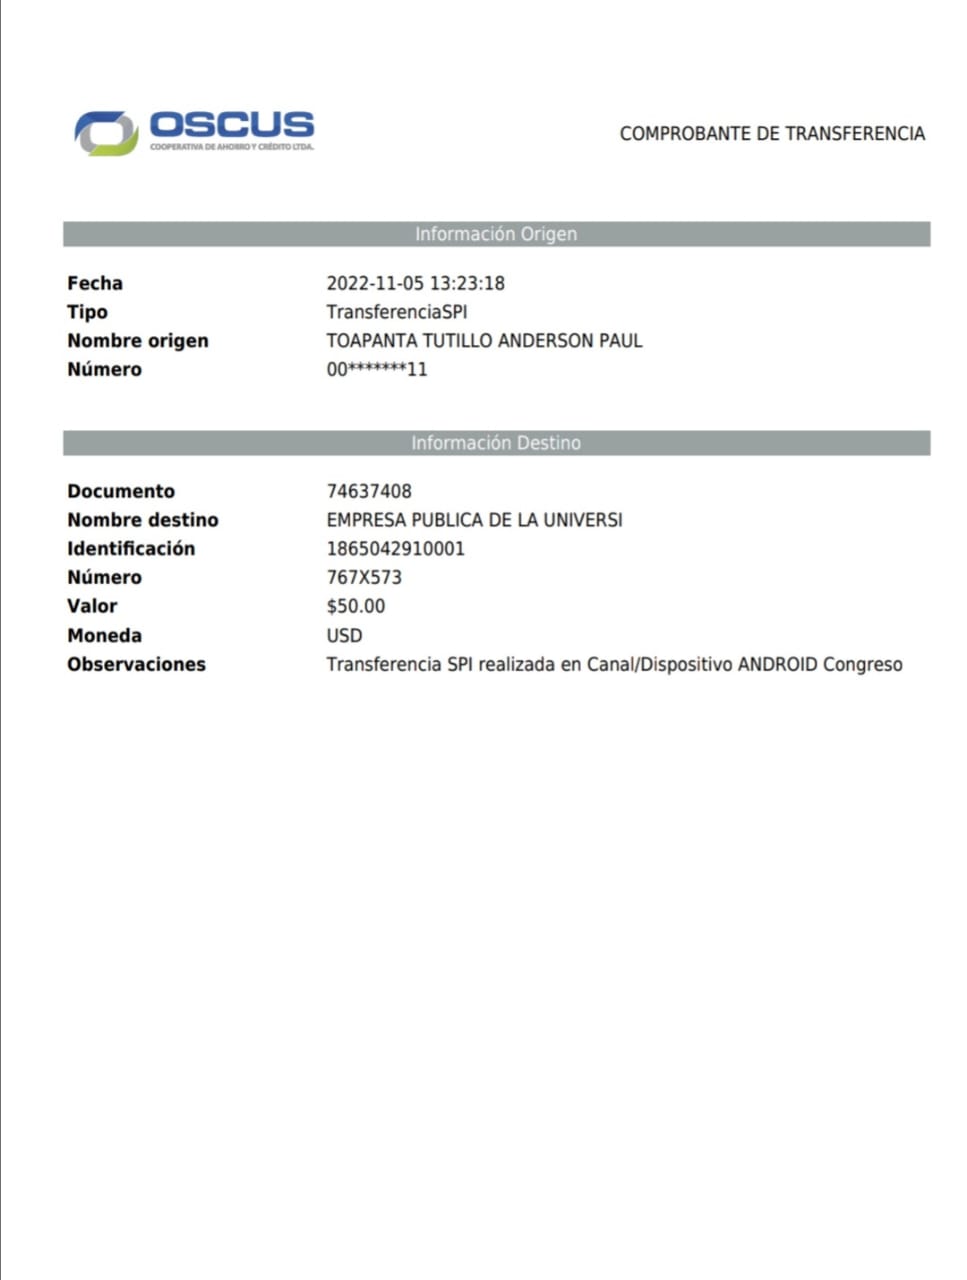 OSCUS
COOPERATIVA DE AHORRO Y CRÉDITO LTDA.
COMPROBANTE DE TRANSFERENCIA
Información Origen
Fecha 2022-11-05 13:23:18
Tipo TransferenciaSPI
Nombre origen TOAPANTA TUTILLO ANDERSON PAUL
Número 00*******11
Información Destino
Documento 74637408
Nombre destino EMPRESA PUBLICA DE LA UNIVERSI
Identificación 1865042910001
Número 767X573
Valor $50.00
Moneda USD
Observaciones Transferencia SPI realizada en Canal/Dispositivo ANDROID Congreso